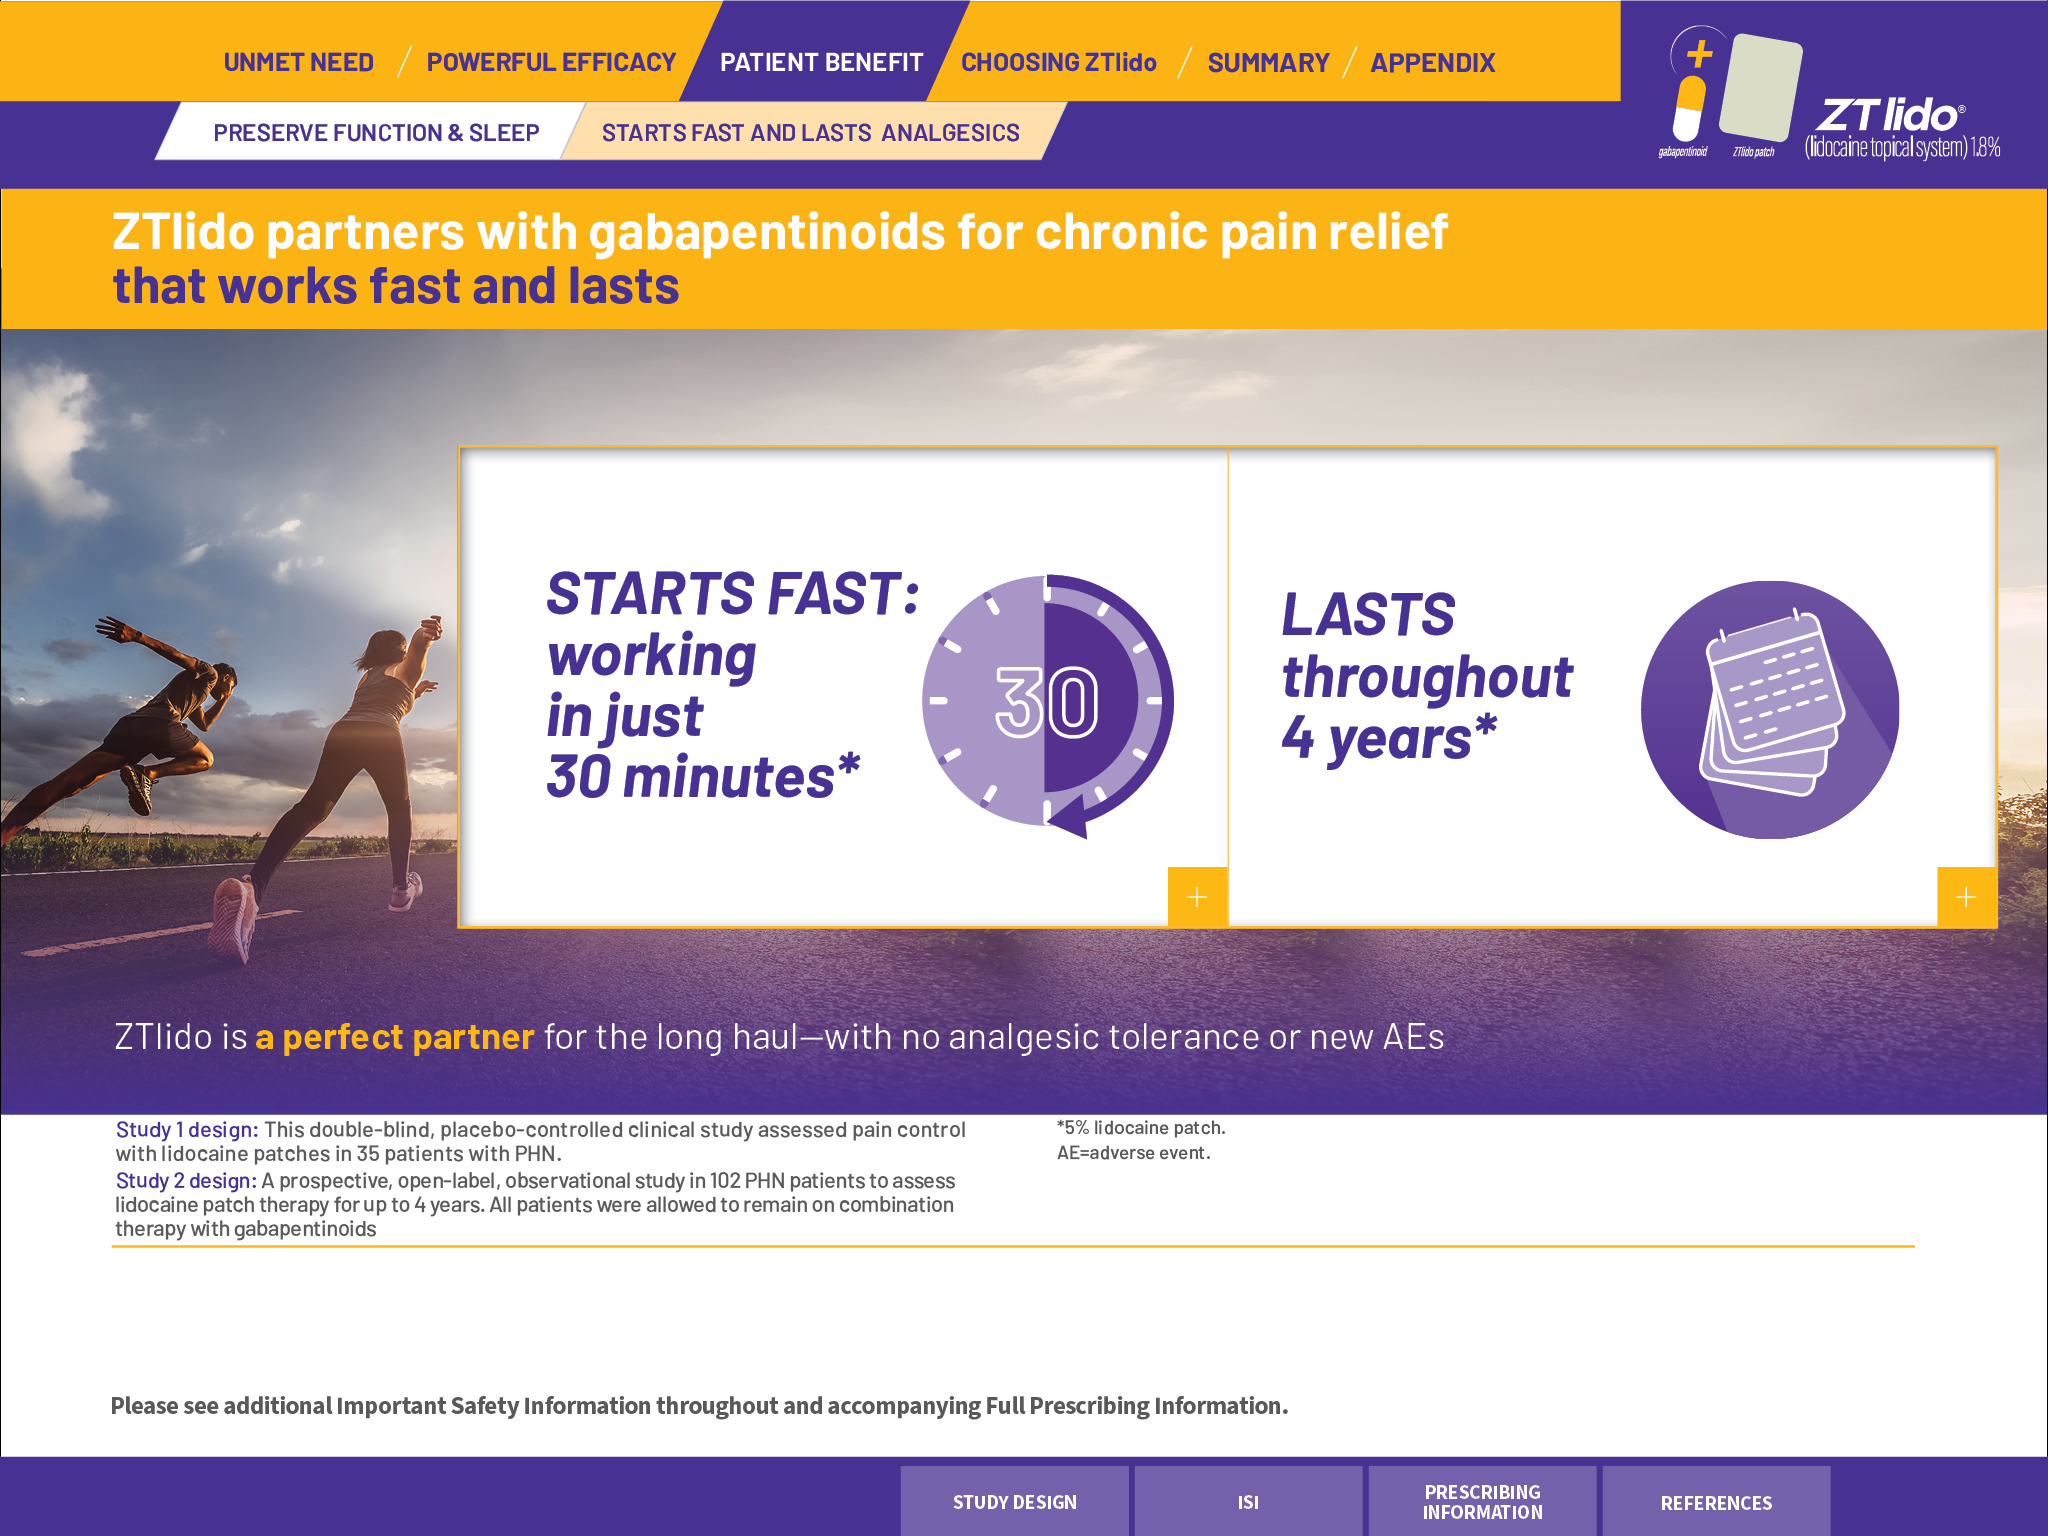 UNMET NEED / POWERFUL EFFICACY PATIENT BENEFIT CHOOSING ZTlido / SUMMARY / APPENDIX
PRESERVE FUNCTION & SLEEP STARTS FAST AND LASTS ANALGESICS
+
gabapentinoid
ZTlido patch
ZTlido®
(lidocaine topical system) 1.8%
ZTlido partners with gabapentinoids for chronic pain relief
that works fast and lasts
STARTS FAST:
working
in just
30 minutes*
30
+
LASTS
throughout
4 years*
+
ZTlido is a perfect partner for the long haul—with no analgesic tolerance or new AEs
Study 1 design: This double-blind, placebo-controlled clinical study assessed pain control
with lidocaine patches in 35 patients with PHN.
Study 2 design: A prospective, open-label, observational study in 102 PHN patients to assess
lidocaine patch therapy for up to 4 years. All patients were allowed to remain on combination
therapy with gabapentinoids
*5% lidocaine patch.
AE=adverse event.
Please see additional Important Safety Information throughout and accompanying Full Prescribing Information.
STUDY DESIGN
ISI
PRESCRIBING
INFORMATION
REFERENCES